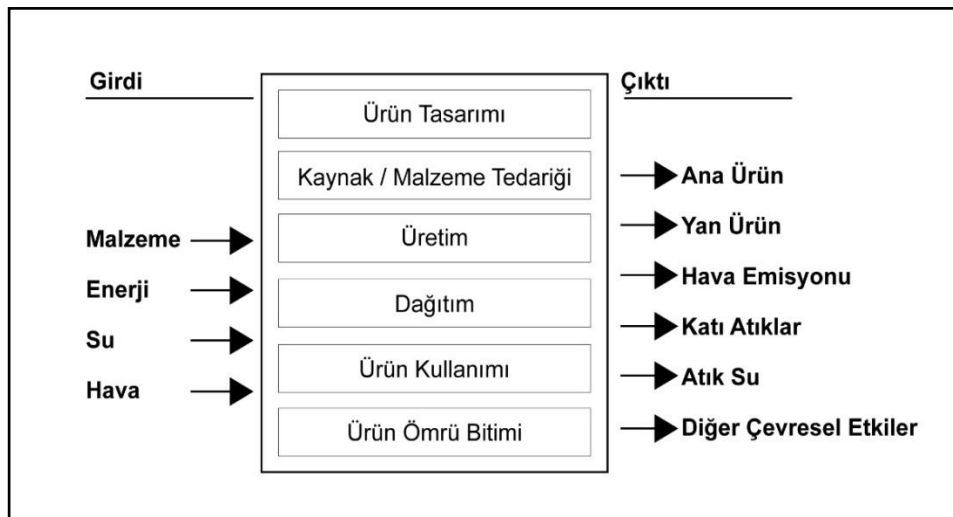 Girdi
Malzeme
Enerji
Su
Hava
Ürün Tasarımı
Kaynak / Malzeme Tedariği
Üretim
Dağıtım
Ürün Kullanımı
Ürün Ömrü Bitimi
Çıktı
Ana Ürün
Yan Ürün
Hava Emisyonu
Katı Atıklar
Atık Su
Diğer Çevresel Etkiler